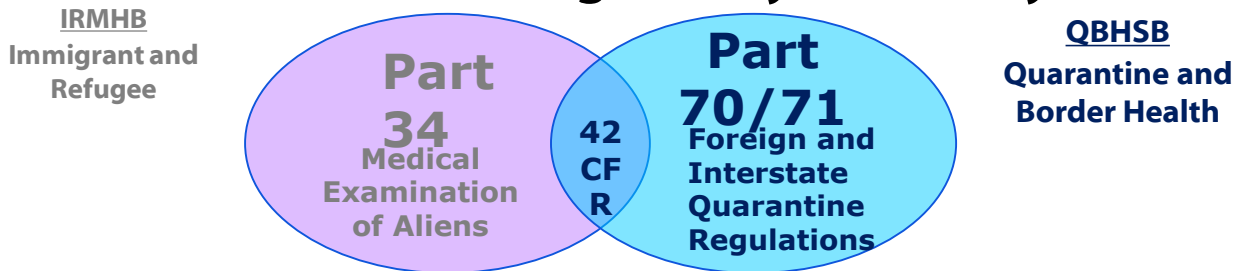 IRMHB
Immigrant and
Refugee
Part
34
Medical
Examination
of Aliens
42
CF
R
Part
70/71
Foreign and
Interstate
Quarantine
Regulations
QBHSB
Quarantine and
Border Health